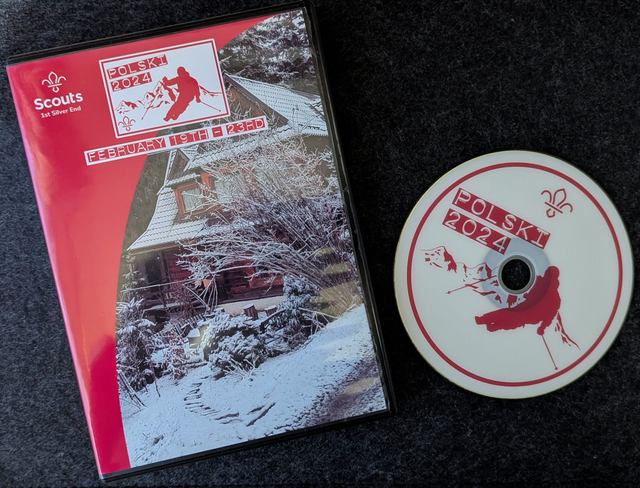 Scouts
1st Silver End
POLSKI
2024
FEBRUARY 19TH - 23RD
POLSKI
2024